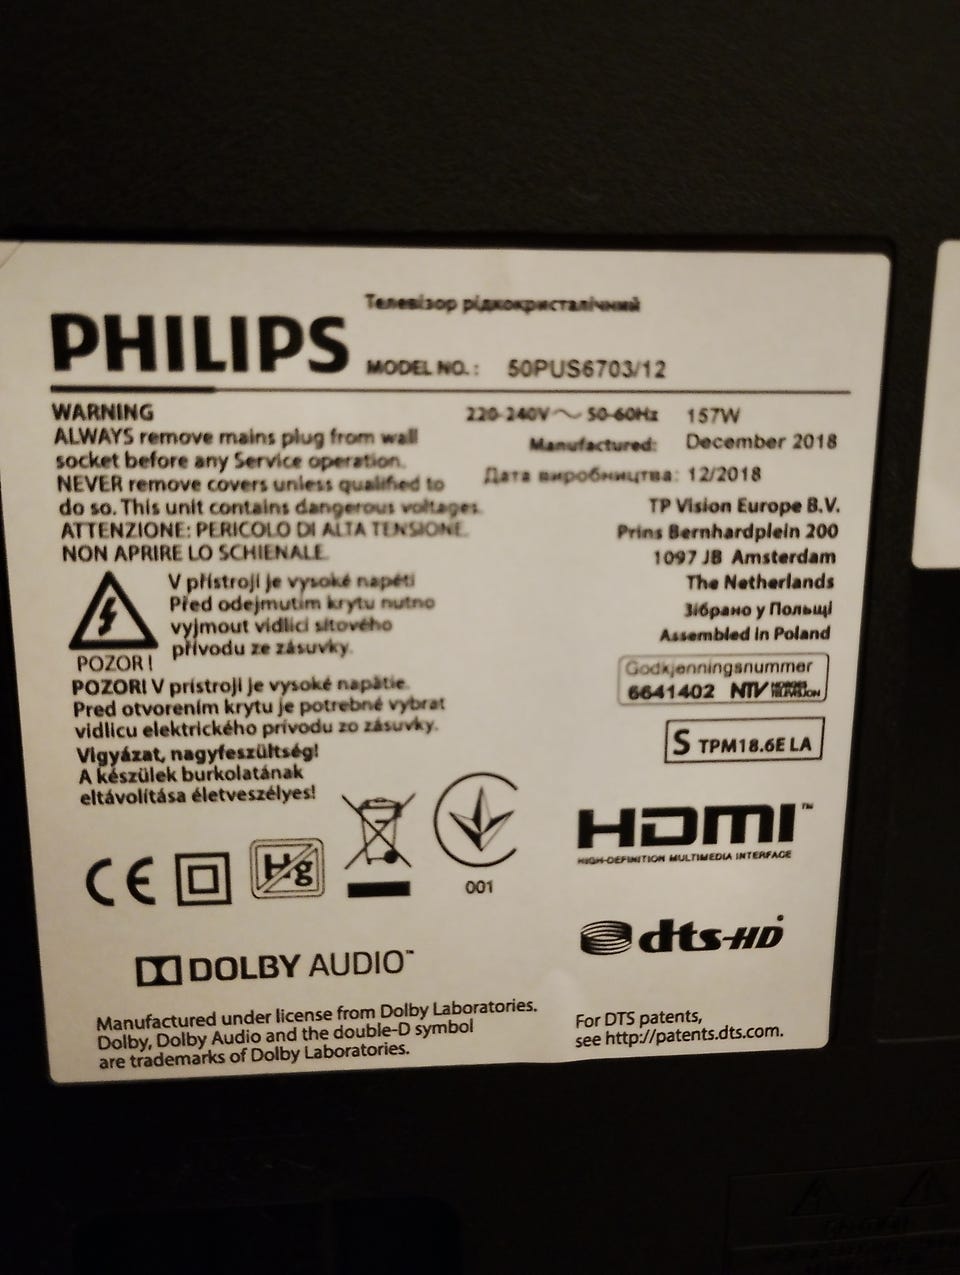 Телевізор рідкокристалічний
PHILIPS
MODEL NO.: 50PUS6703/12
WARNING
ALWAYS remove mains plug from wall
socket before any Service operation.
NEVER remove covers unless qualified to
do so. This unit contains dangerous voltages.
ATTENZIONE: PERICOLO DI ALTA TENSIONE.
NON APRIRE LO SCHIENALE.
V přístroji je vysoké napětí
Před odejmutím krytu nutno
vyjmout vidlici síťového
přívodu ze zásuvky.
POZOR!
POZOR! V prístroji je vysoké napätie.
Pred otvorením krytu je potrebné vybrat
vidlicu elektrického prívodu zo zásuvky.
Vigyázat, nagyfeszültség!
A készülek burkolatának
eltávolítása életveszélyes!
220-240V ~ 50-60Hz 157W
Manufactured: December 2018
Дата виробництва: 12/2018
TP Vision Europe B.V.
Prins Bernhardplein 200
1097 JB Amsterdam
The Netherlands
Зібрано у Польщі
Assembled in Poland
Godkjenningsnummer
6641402 NTV NORGES TELEVISJON
S TPM18.6E LA
CE
Hg
001
HDMI™
HIGH-DEFINITION MULTIMEDIA INTERFACE
dts-HD
DOLBY AUDIO™
Manufactured under license from Dolby Laboratories.
Dolby, Dolby Audio and the double-D symbol
are trademarks of Dolby Laboratories.
For DTS patents,
see http://patents.dts.com.